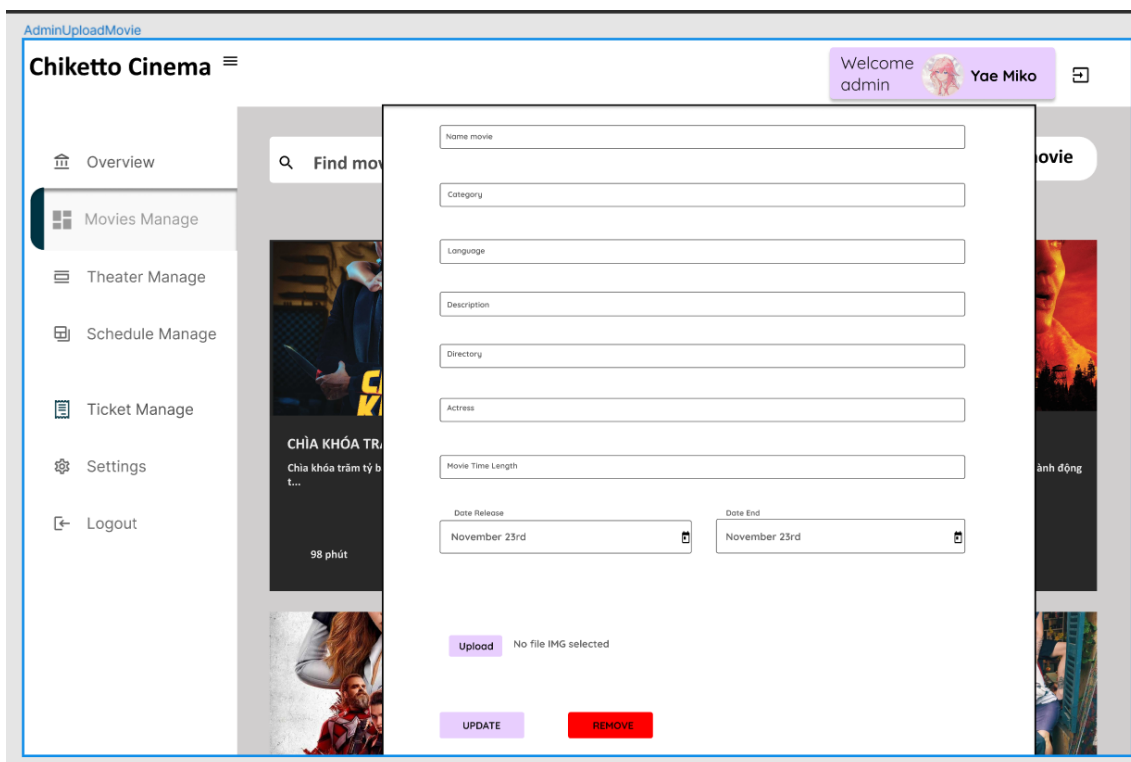 AdminUploadMovie
Chiketto Cinema
Welcome
admin
Yae Miko
Overview
Movies Manage
Theater Manage
Schedule Manage
Ticket Manage
Settings
Logout
Find mov
ovie
CHÌA KHÓA TR
Chìa khóa trăm tỷ b
t...
98 phút
ành động
Name movie
Category
Language
Description
Directory
Actress
Movie Time Length
Date Release
November 23rd
Date End
November 23rd
Upload
No file IMG selected
UPDATE
REMOVE